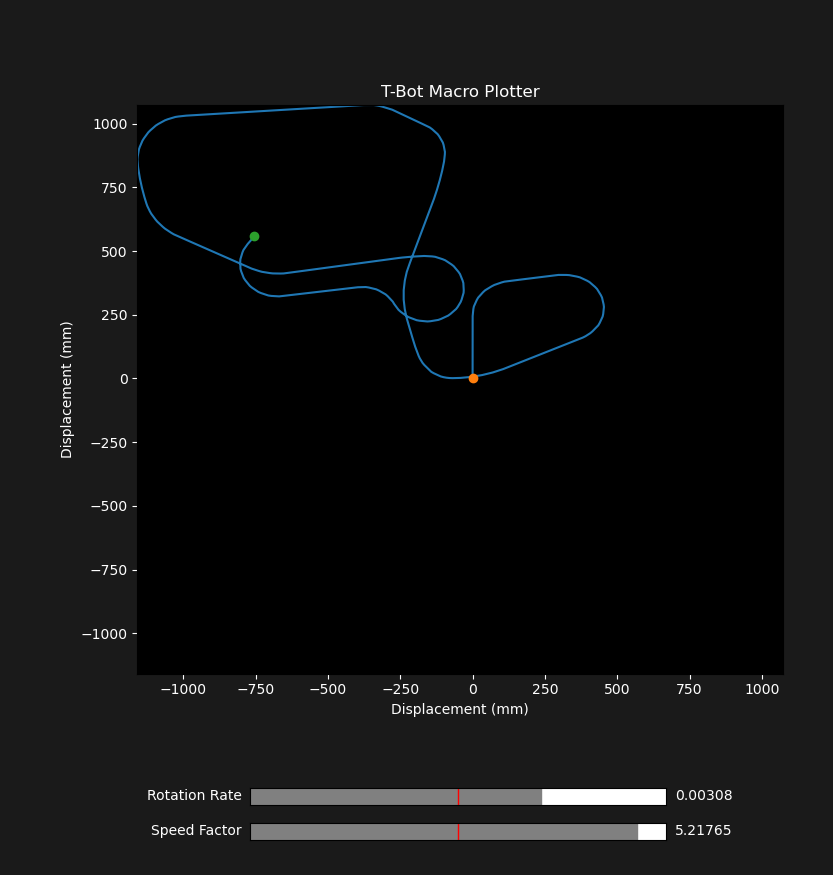 T-Bot Macro Plotter
1000
750
500
250
0
−250
−500
−750
−1000
Displacement (mm)
−1000 −750 −500 −250 0 250 500 750 1000
Displacement (mm)
Rotation Rate 0.00308
Speed Factor 5.21765